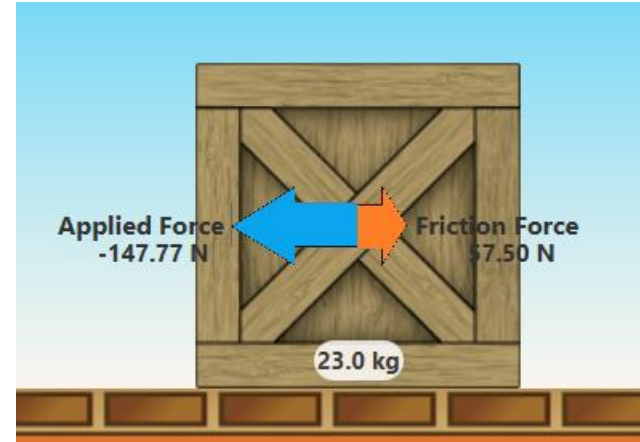 Applied Force
-147.77 N
Friction Force
57.50 N
23.0 kg